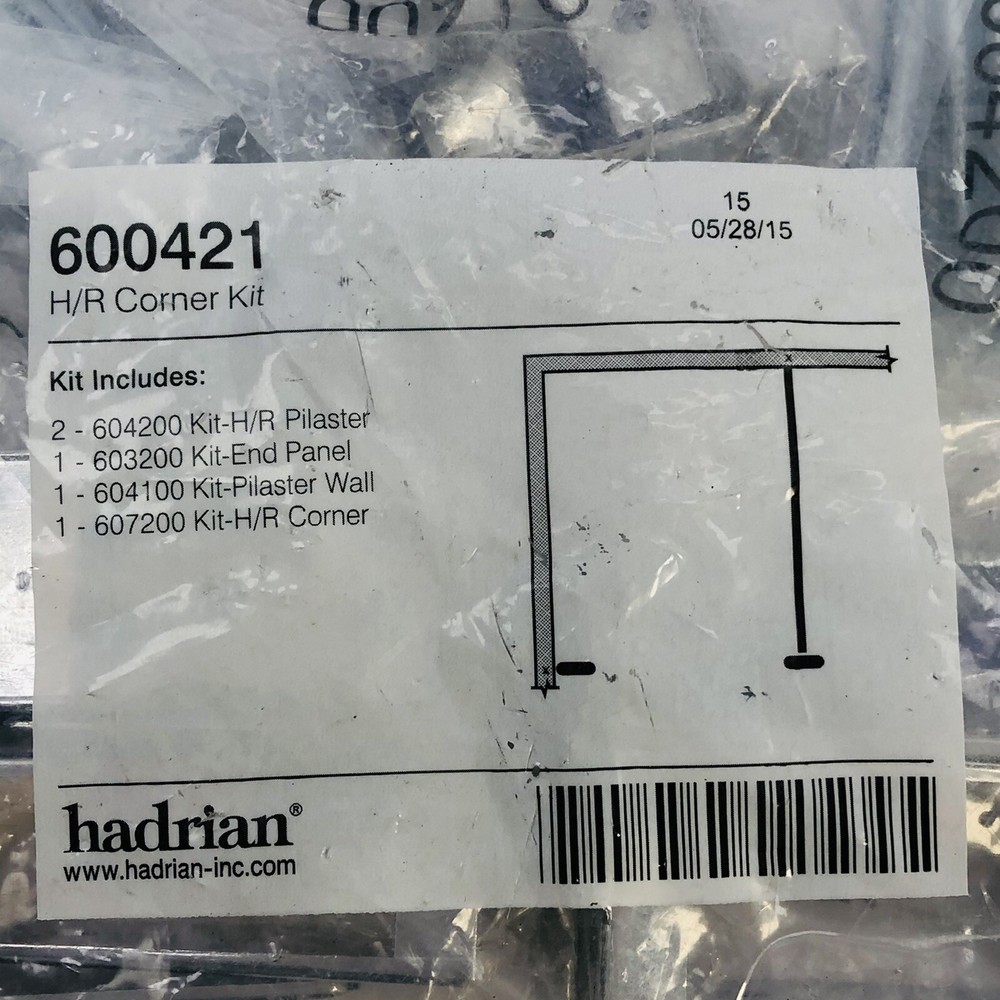 600421
H/R Corner Kit
15
05/28/15
Kit Includes:
2 - 604200 Kit-H/R Pilaster
1 - 603200 Kit-End Panel
1 - 604100 Kit-Pilaster Wall
1 - 607200 Kit-H/R Corner
hadrian®
www.hadrian-inc.com
604200